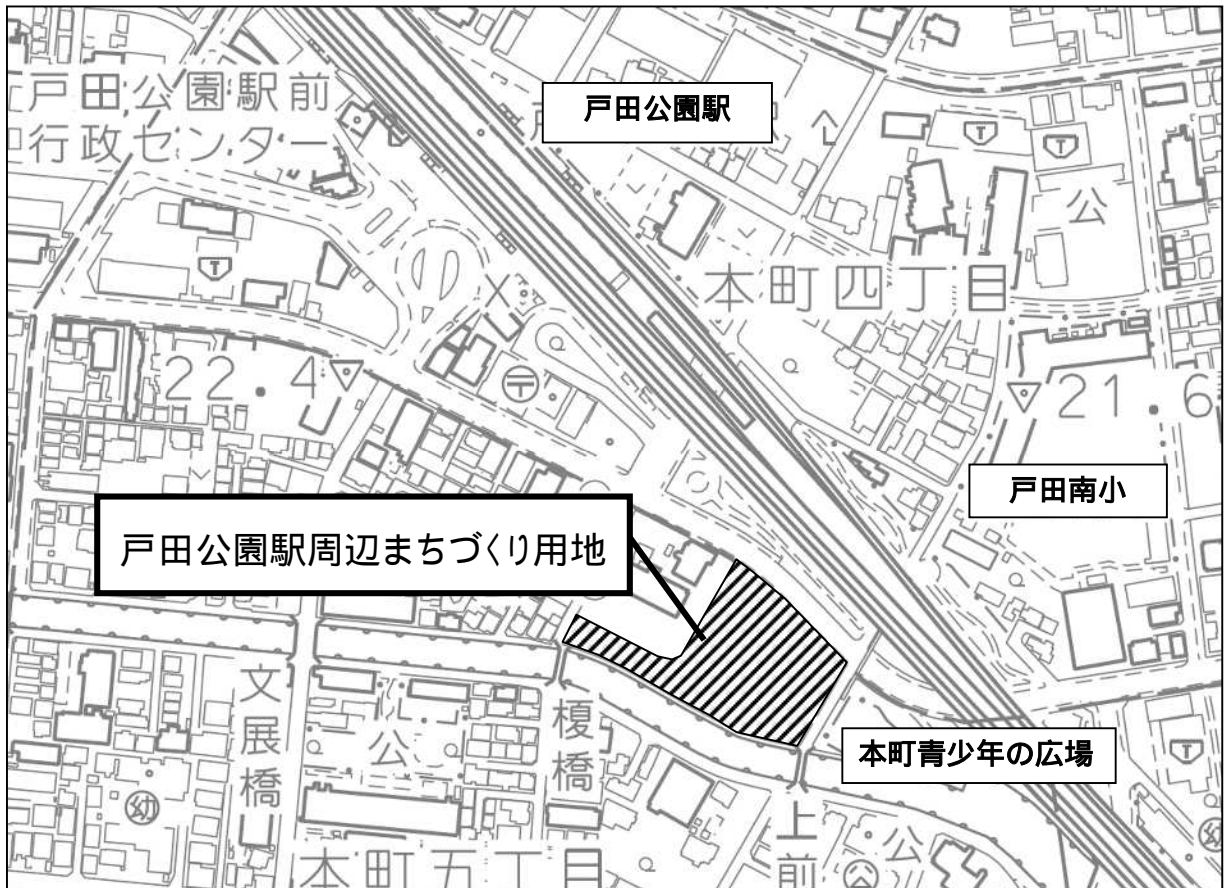 戸田公園駅前
行政センター
戸田公園駅
公
本町四丁目
22.4
〒
21.6
戸田南小
戸田公園駅周辺まちづくり用地
文展橋
公
榎橋
本町青少年の広場
幼
本町五丁目
上前
公